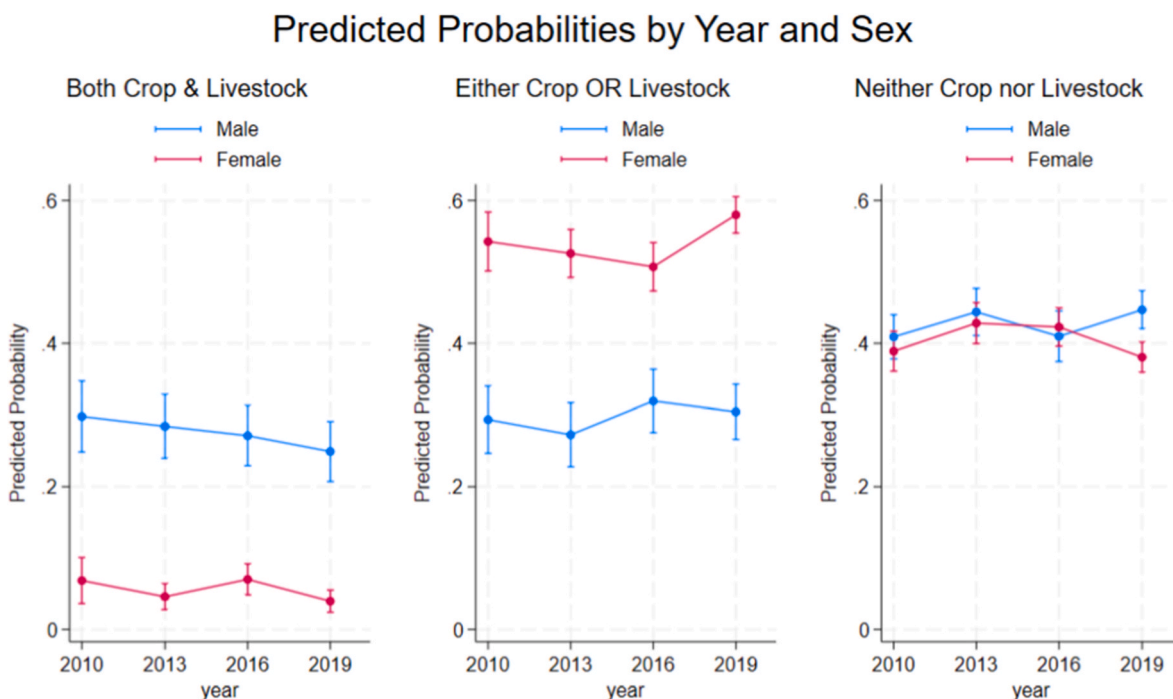 Predicted Probabilities by Year and Sex
Both Crop & Livestock
Male
Female
.6
.4
.2
0
Predicted Probability
2010 2013 2016 2019
year
Either Crop OR Livestock
Male
Female
.6
.4
.2
0
Predicted Probability
2010 2013 2016 2019
year
Neither Crop nor Livestock
Male
Female
.6
.4
.2
0
Predicted Probability
2010 2013 2016 2019
year